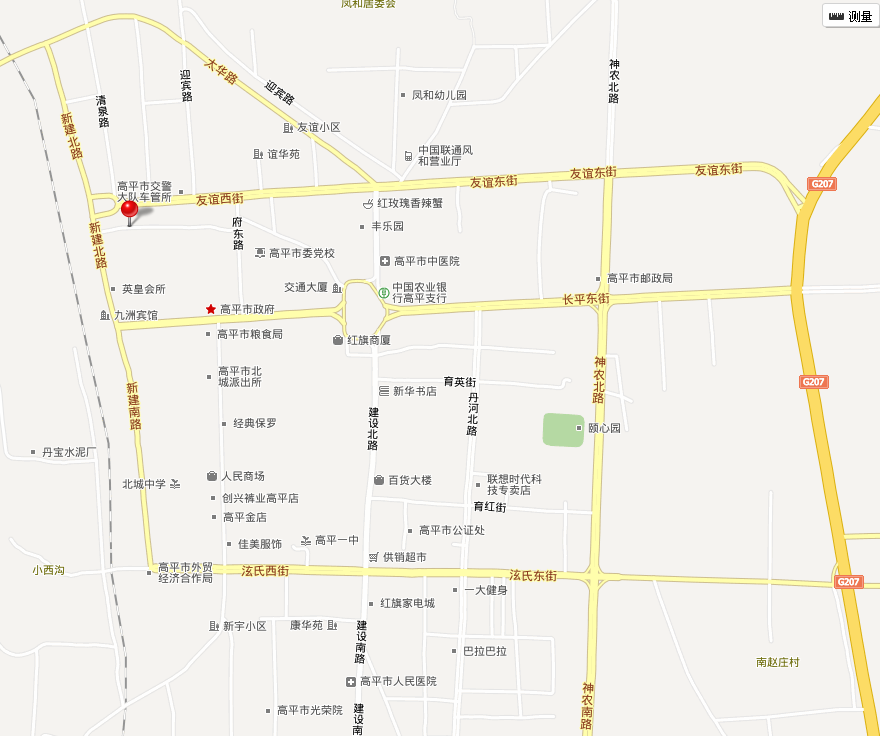 凤和居委会
测量
太华路
迎宾路
迎宾路
神农北路
清泉路
凤和幼儿园
新建北路
友谊小区
谊华苑
中国联通风
和营业厅
友谊东街
友谊东街
友谊东街
G207
高平市交警
大队车管所
友谊西街
红玫瑰香辣蟹
府东路
丰乐园
新建北路
高平市委党校
高平市中医院
高平市邮政局
英皇会所
交通大厦
中国农业银
行高平支行
长平东街
九洲宾馆
高平市政府
高平市粮食局
红旗商厦
高平市北
城派出所
育英街
G207
新华书店
神农北路
新建南路
丹河北路
建设北路
经典保罗
颐心园
丹宝水泥厂
人民商场
百货大楼
联想时代科
技专卖店
北城中学
创兴裤业高平店
育红街
高平金店
高平市公证处
佳美服饰
高平一中
供销超市
小西沟
高平市外贸
经济合作局
泫氏西街
泫氏东街
G207
一大健身
红旗家电城
新宇小区
康华苑
建设南路
巴拉巴拉
南赵庄村
高平市人民医院
神农南路
高平市光荣院
建设南